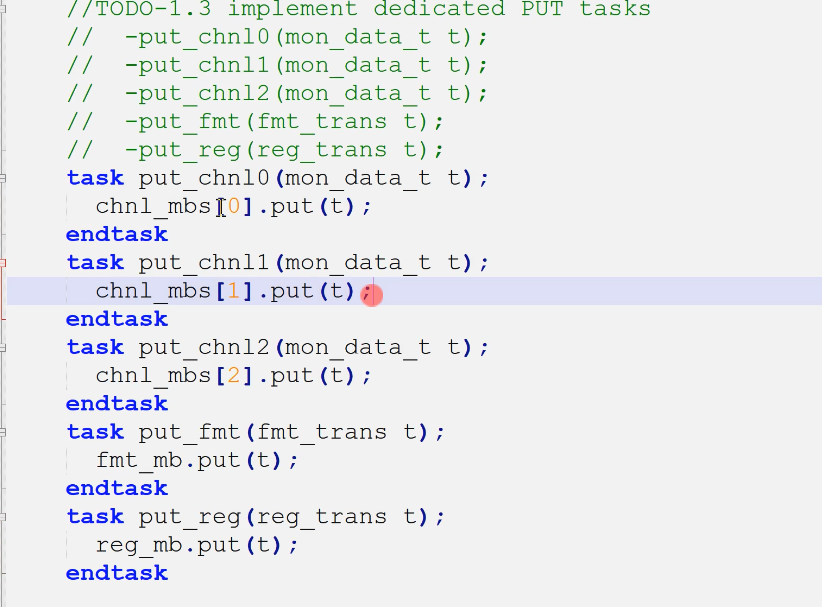 //TODO-1.3 implement dedicated PUT tasks
//  -put_chnl0(mon_data_t t);
//  -put_chnl1(mon_data_t t);
//  -put_chnl2(mon_data_t t);
//  -put_fmt(fmt_trans t);
//  -put_reg(reg_trans t);
task put_chnl0(mon_data_t t);
  chnl_mbs[0].put(t);
endtask
task put_chnl1(mon_data_t t);
  chnl_mbs[1].put(t);
endtask
task put_chnl2(mon_data_t t);
  chnl_mbs[2].put(t);
endtask
task put_fmt(fmt_trans t);
  fmt_mb.put(t);
endtask
task put_reg(reg_trans t);
  reg_mb.put(t);
endtask